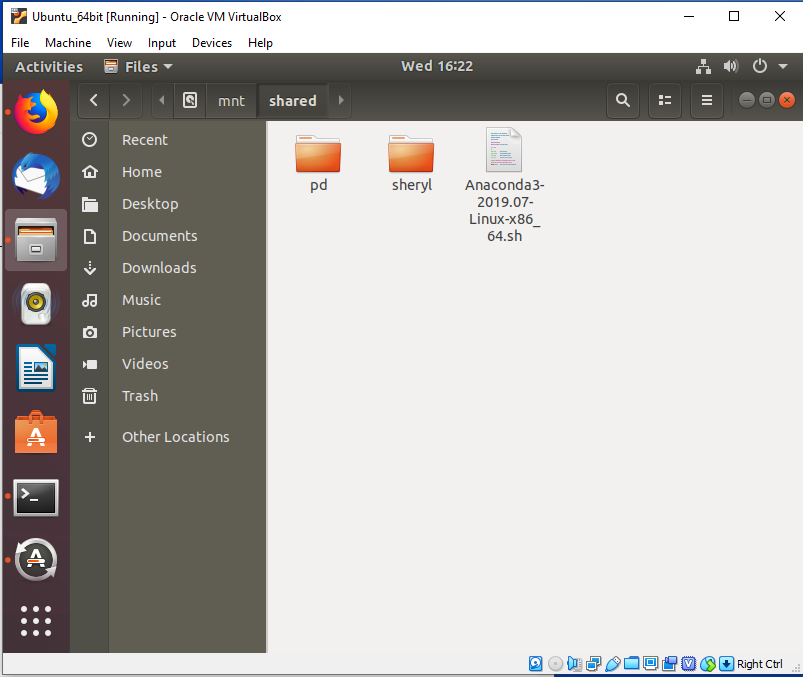 Ubuntu_64bit [Running] - Oracle VM VirtualBox
File Machine View Input Devices Help
Activities Files Wed 16:22
mnt shared
Recent
Home
Desktop
Documents
Downloads
Music
Pictures
Videos
Trash
Other Locations
pd
sheryl
Anaconda3-
2019.07-
Linux-x86_
64.sh
Right Ctrl